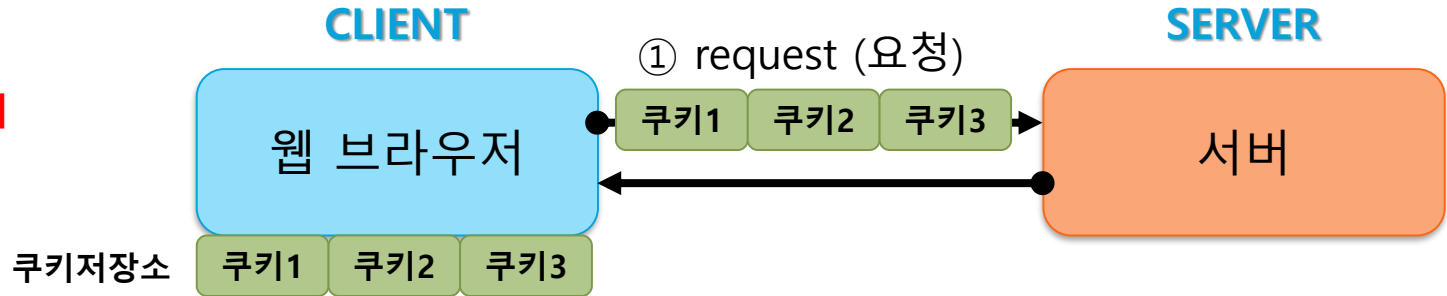 CLIENT
SERVER
① request (요청)
쿠키1 쿠키2 쿠키3
웹 브라우저
서버
쿠키저장소 쿠키1 쿠키2 쿠키3